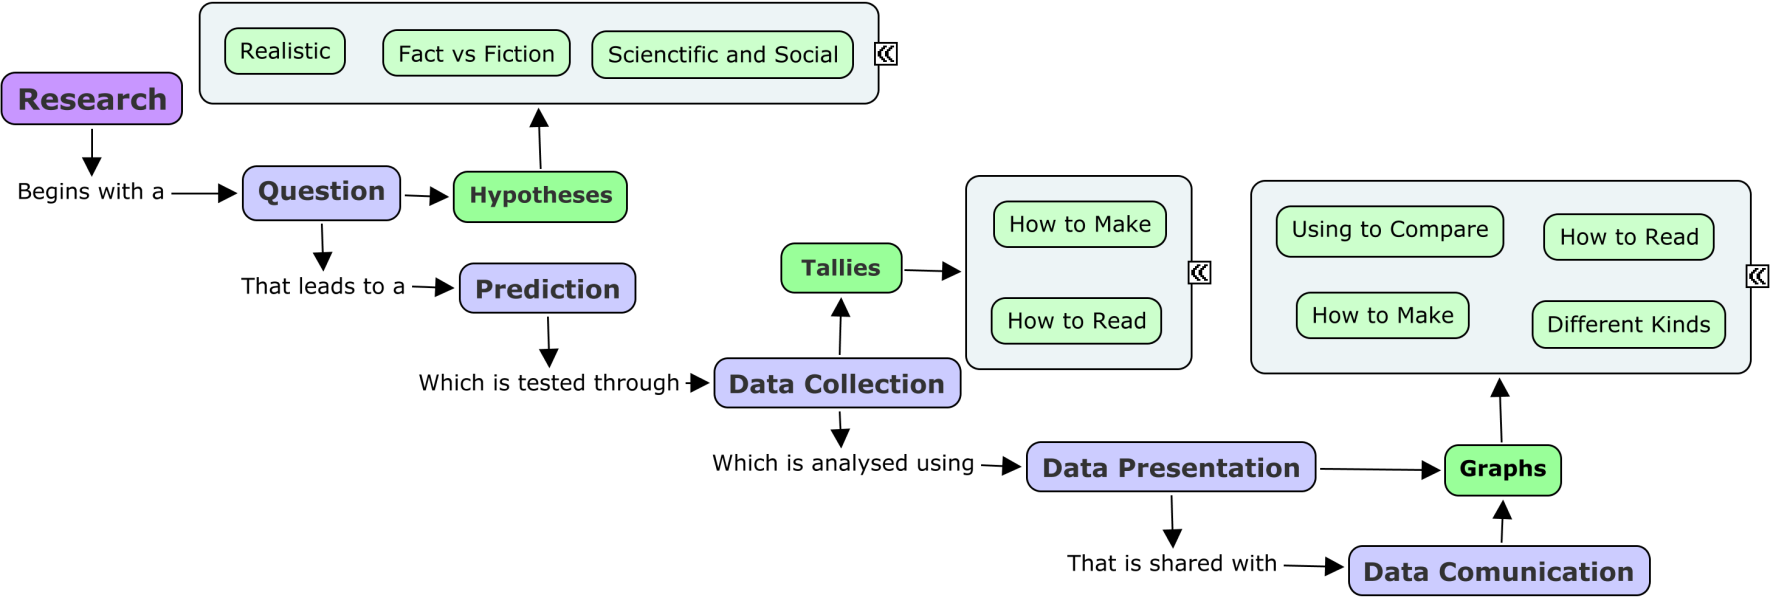 Realistic
Fact vs Fiction
Scienctific and Social
Research
Begins with a
Question
Hypotheses
That leads to a
Prediction
Tallies
How to Make
How to Read
Using to Compare
How to Read
How to Make
Different Kinds
Which is tested through
Data Collection
Which is analysed using
Data Presentation
Graphs
That is shared with
Data Comunication